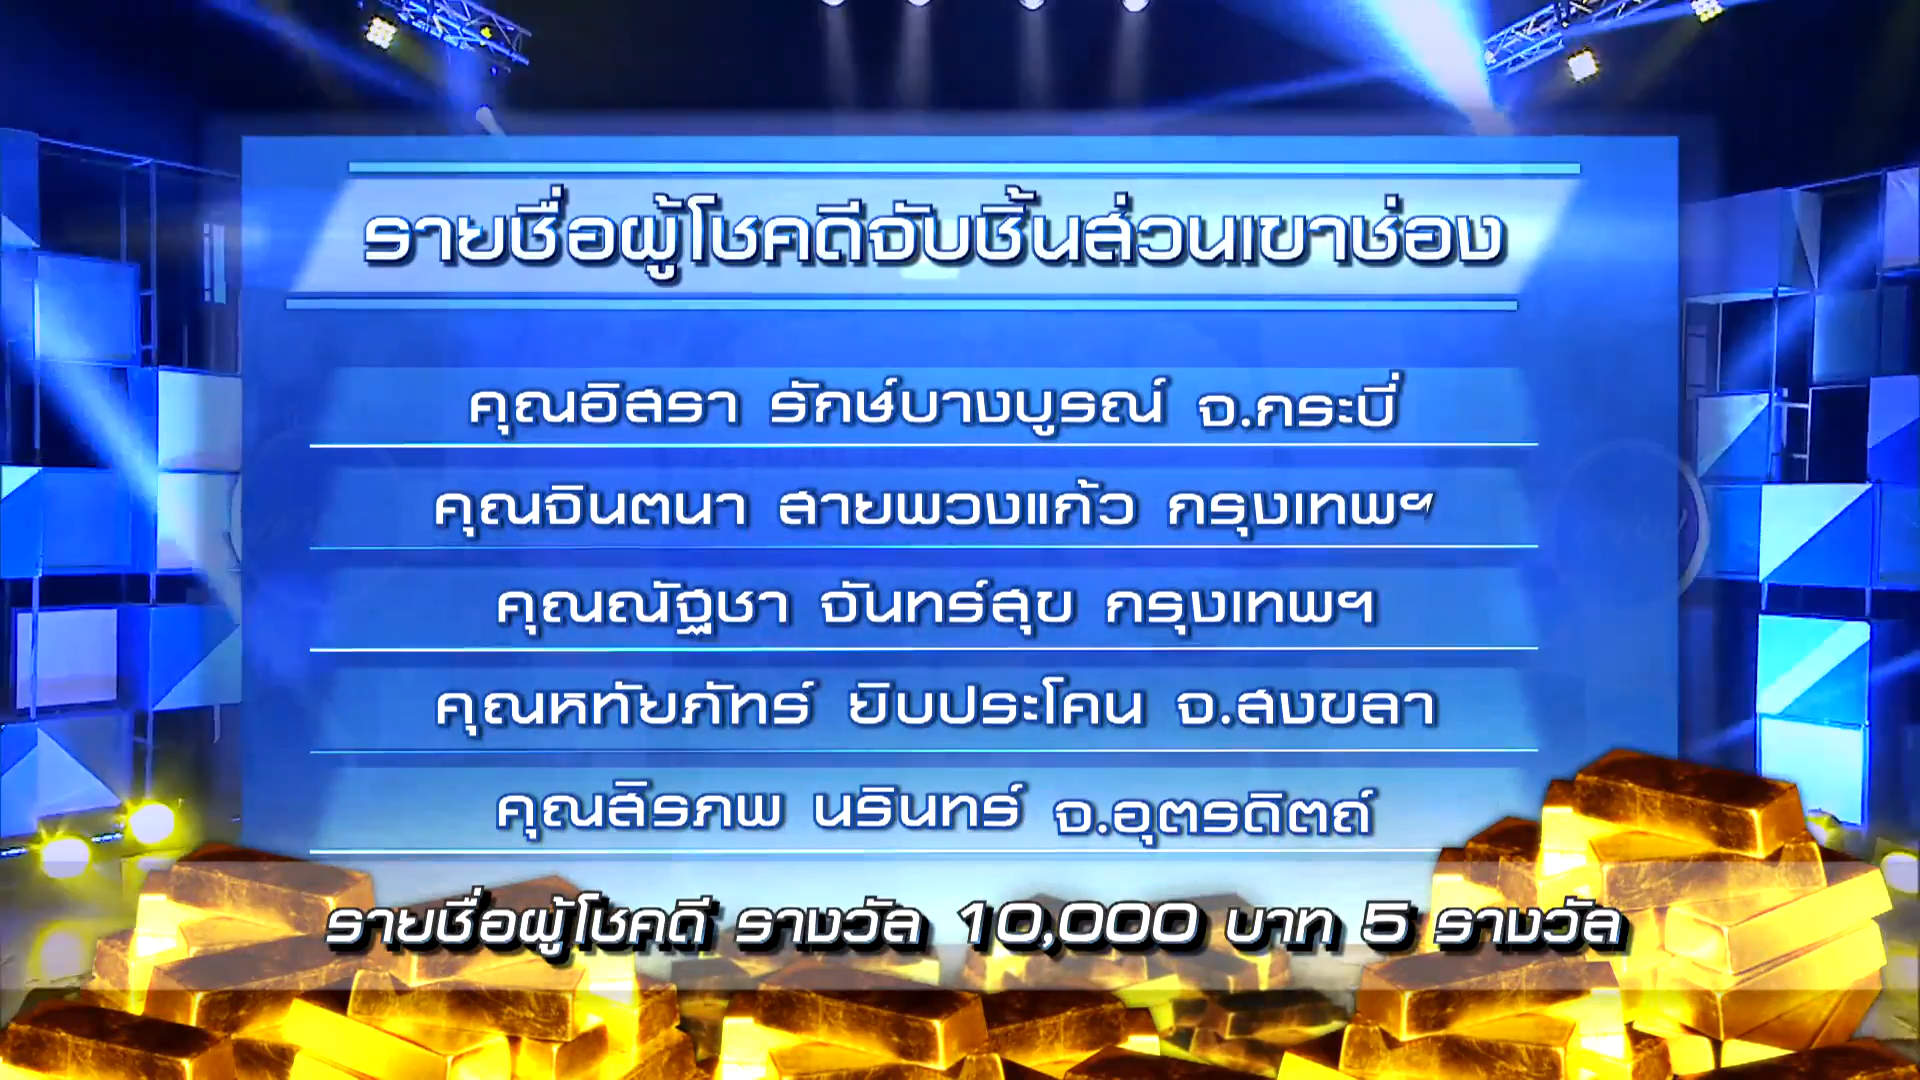 รายชื่อผู้โชคดีจับชิ้นส่วนเขาช่อง
คุณอิสรา รักษ์บางบูรณ์ จ.กระบี่
คุณจินตนา สายพวงแก้ว กรุงเทพฯ
คุณณัฐชา จันทร์สุข กรุงเทพฯ
คุณหทัยภัทร์ ยิบประโคน จ.สงขลา
คุณสิรภพ นรินทร์ จ.อุตรดิตถ์
รายชื่อผู้โชคดี รางวัล 10,000 บาท 5 รางวัล